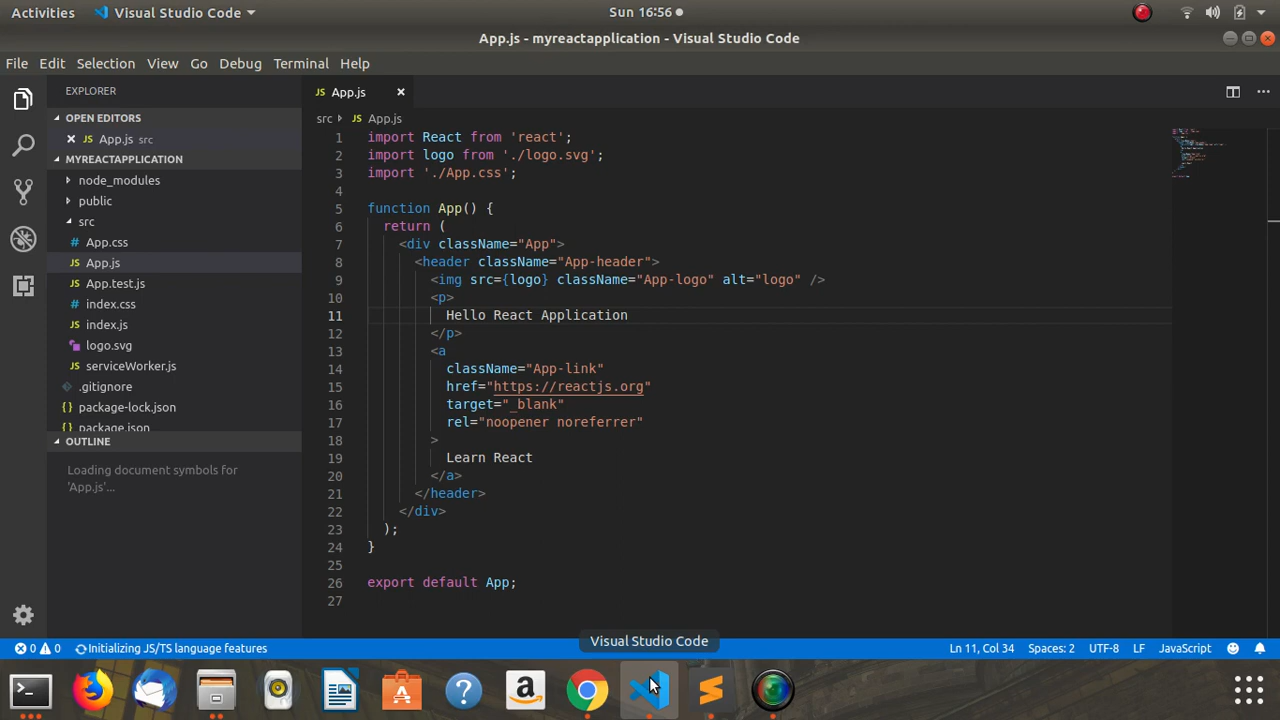 Activities
Visual Studio Code
Sun 16:56
App.js - myreactapplication - Visual Studio Code
File Edit Selection View Go Debug Terminal Help
EXPLORER
OPEN EDITORS
JS App.js src
MYREACTAPPLICATION
node_modules
public
src
# App.css
JS App.js
JS App.test.js
# index.css
JS index.js
logo.svg
JS serviceWorker.js
.gitignore
{} package-lock.json
{} package.json
OUTLINE
Loading document symbols for
'App.js'...
JS App.js
src JS App.js
1 import React from 'react';
2 import logo from './logo.svg';
3 import './App.css';
4
5 function App() {
6 return (
7 <div className="App">
8 <header className="App-header">
9 <img src={logo} className="App-logo" alt="logo" />
10 <p>
11 Hello React Application
12 </p>
13 <a
14 className="App-link"
15 href="https://reactjs.org"
16 target="_blank"
17 rel="noopener noreferrer"
18 >
19 Learn React
20 </a>
21 </header>
22 </div>
23 );
24 }
25
26 export default App;
27
Visual Studio Code
0 0 Initializing JS/TS language features
Ln 11, Col 34 Spaces: 2 UTF-8 LF JavaScript